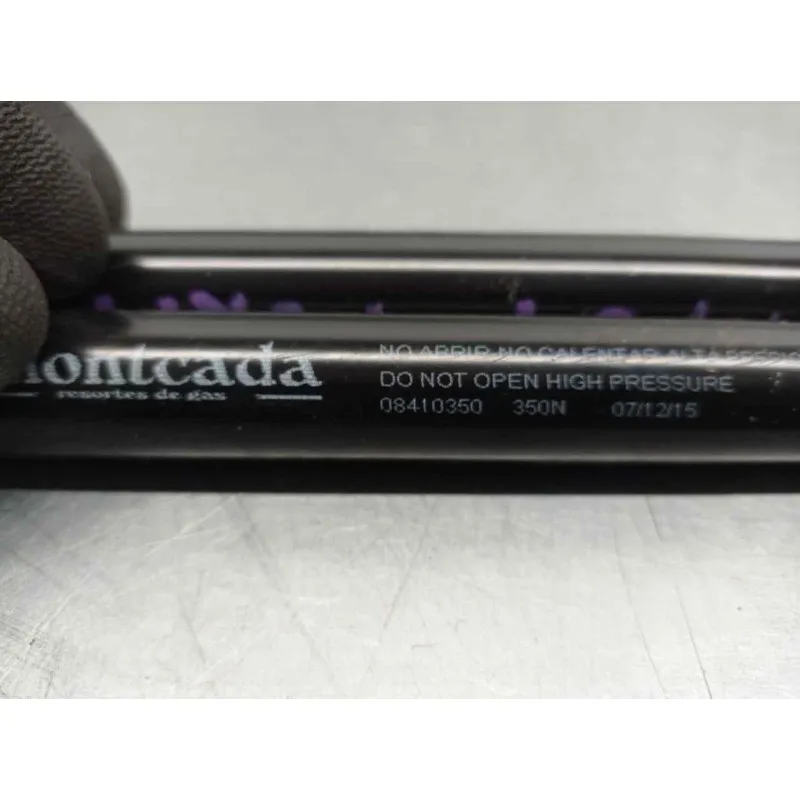 montcada
resortes de gas
NO ABRIR-NO CALENTAR ALTA
DO NOT OPEN HIGH PRESSURE
08410350 350N 07/12/15